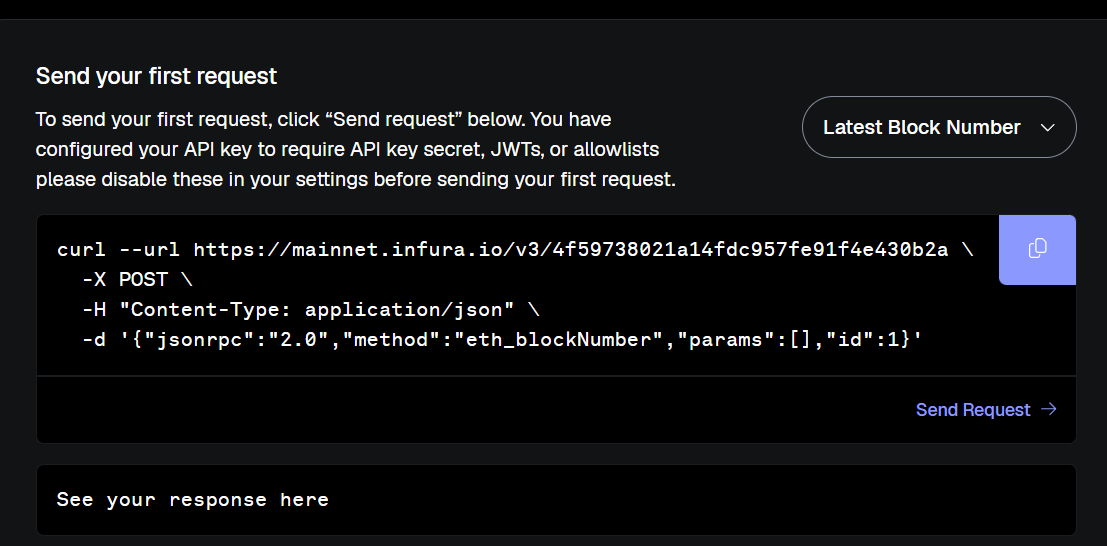 Send your first request
To send your first request, click “Send request” below. You have
configured your API key to require API key secret, JWTs, or allowlists
please disable these in your settings before sending your first request.
Latest Block Number
curl --url https://mainnet.infura.io/v3/4f59738021a14fdc957fe91f4e430b2a \
  -X POST \
  -H "Content-Type: application/json" \
  -d '{"jsonrpc":"2.0","method":"eth_blockNumber","params":[],"id":1}'
Send Request →
See your response here